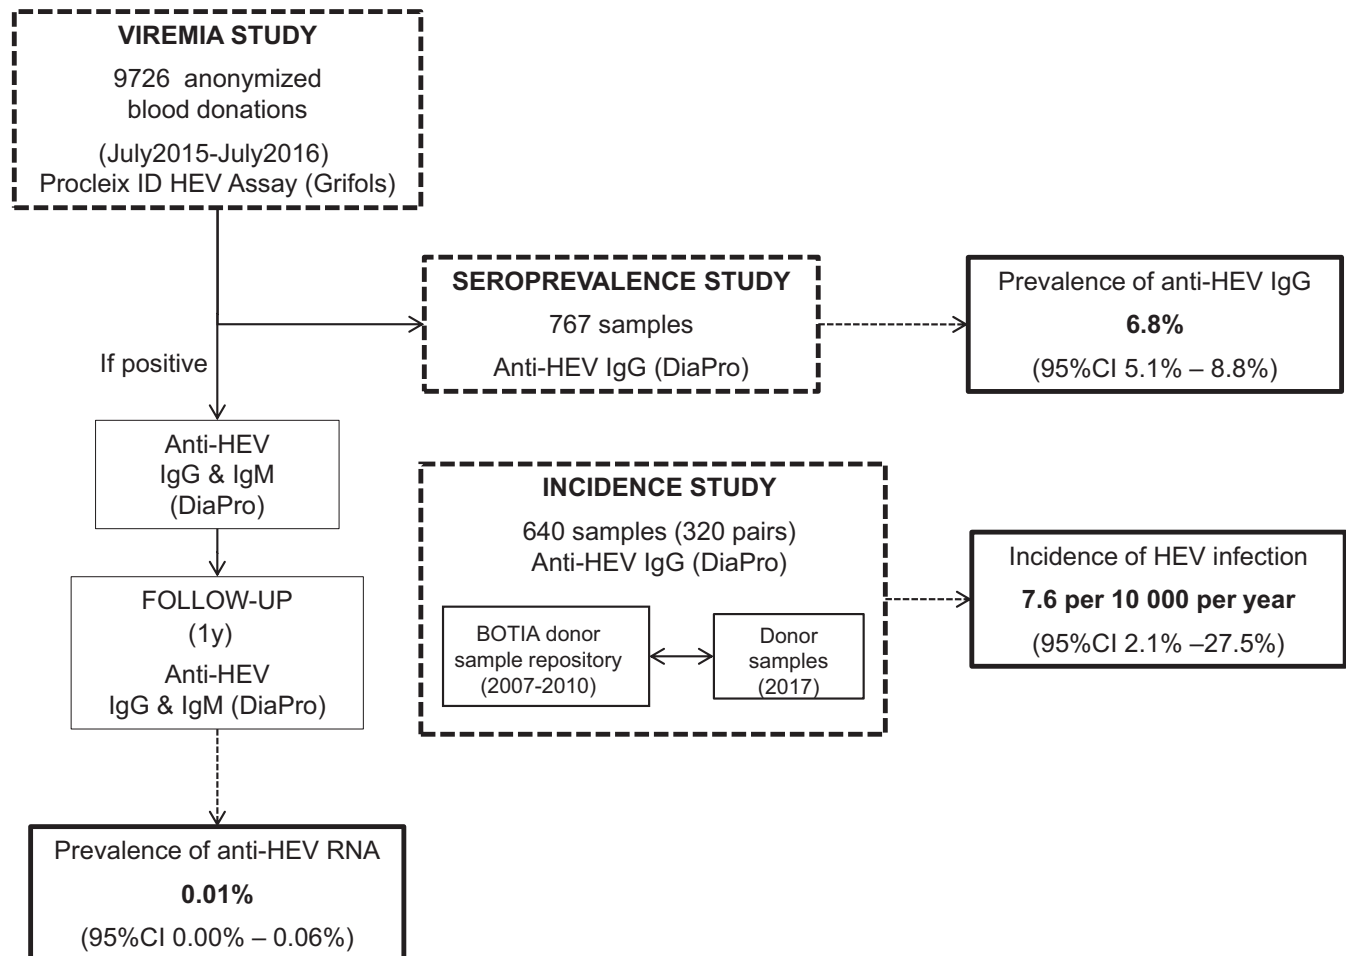 VIREMIA STUDY
9726 anonymized
blood donations
(July2015-July2016)
Procleix ID HEV Assay (Grifols)
SEROPREVALENCE STUDY
767 samples
Anti-HEV IgG (DiaPro)
Prevalence of anti-HEV IgG
6.8%
(95%CI 5.1% – 8.8%)
If positive
Anti-HEV
IgG & IgM
(DiaPro)
INCIDENCE STUDY
640 samples (320 pairs)
Anti-HEV IgG (DiaPro)
BOTIA donor
sample repository
(2007-2010)
Donor
samples
(2017)
Incidence of HEV infection
7.6 per 10 000 per year
(95%CI 2.1% –27.5%)
FOLLOW-UP
(1y)
Anti-HEV
IgG & IgM (DiaPro)
Prevalence of anti-HEV RNA
0.01%
(95%CI 0.00% – 0.06%)